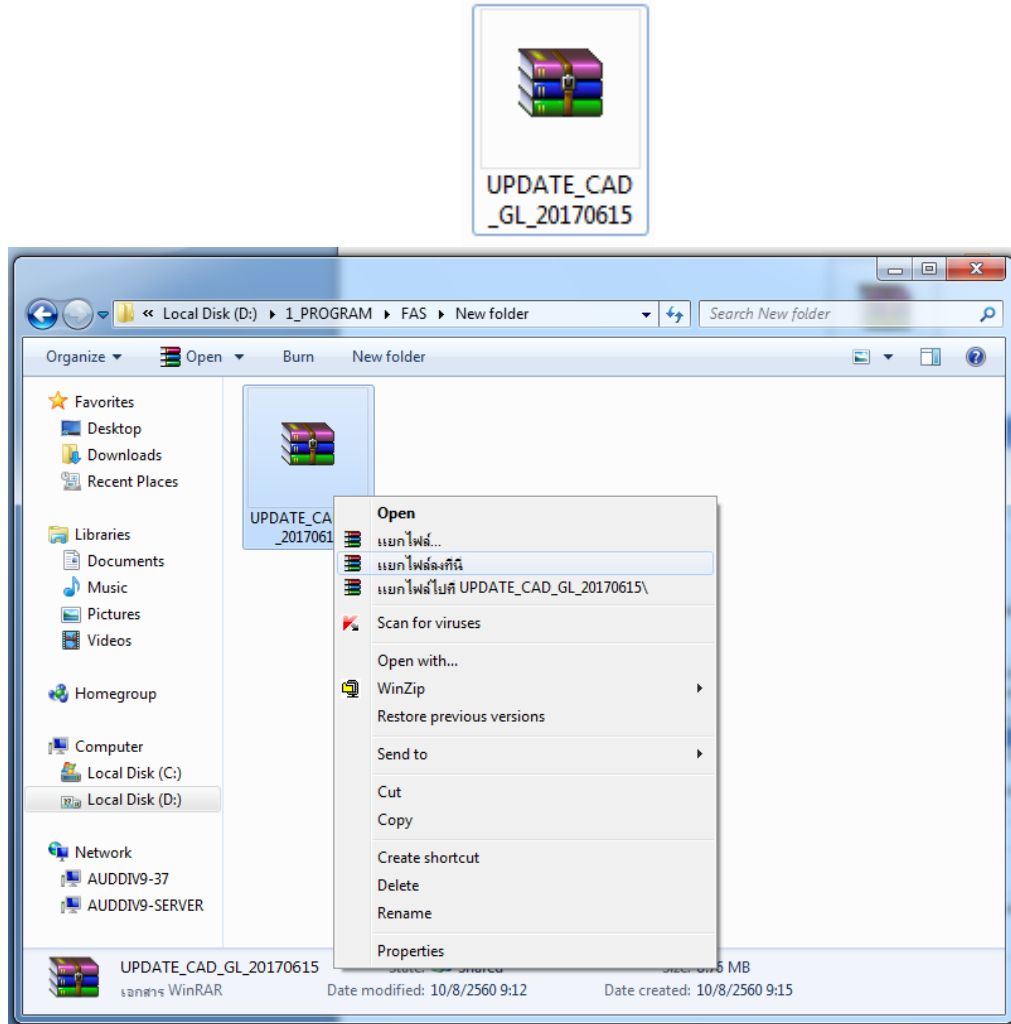 UPDATE_CAD
_GL_20170615
« Local Disk (D:) 1_PROGRAM FAS New folder
Search New folder
Organize Open Burn New folder
Favorites
Desktop
Downloads
Recent Places
Libraries
Documents
Music
Pictures
Videos
Homegroup
Computer
Local Disk (C:)
Local Disk (D:)
Network
AUDDIV9-37
AUDDIV9-SERVER
UPDATE_CA
_2017061
Open
แยกไฟล์...
แยกไฟล์ลงที่นี่
แยกไฟล์ไปที่ UPDATE_CAD_GL_20170615\
Scan for viruses
Open with...
WinZip
Restore previous versions
Send to
Cut
Copy
Create shortcut
Delete
Rename
Properties
UPDATE_CAD_GL_20170615 State: Shared MB
เอกสาร WinRAR Date modified: 10/8/2560 9:12 Date created: 10/8/2560 9:15